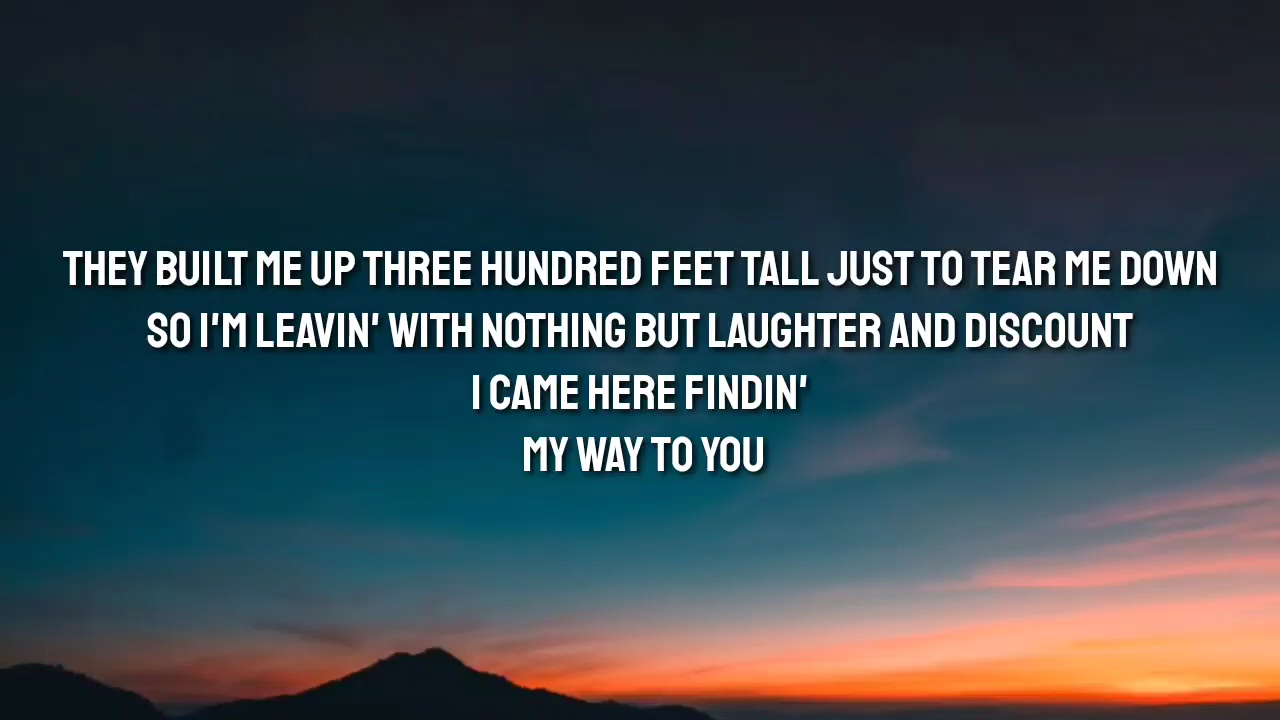 THEY BUILT ME UP THREE HUNDRED FEET TALL JUST TO TEAR ME DOWN
SO I'M LEAVIN' WITH NOTHING BUT LAUGHTER AND DISCOUNT
I CAME HERE FINDIN'
MY WAY TO YOU